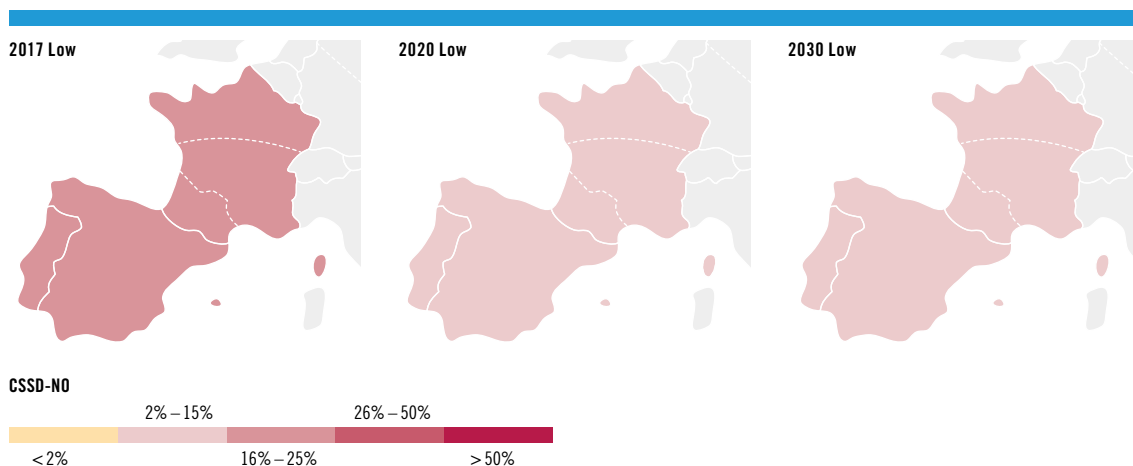 2017 Low
2020 Low
2030 Low
CSSD-NO
2% – 15%
26% – 50%
<2%
16% – 25%
>50%